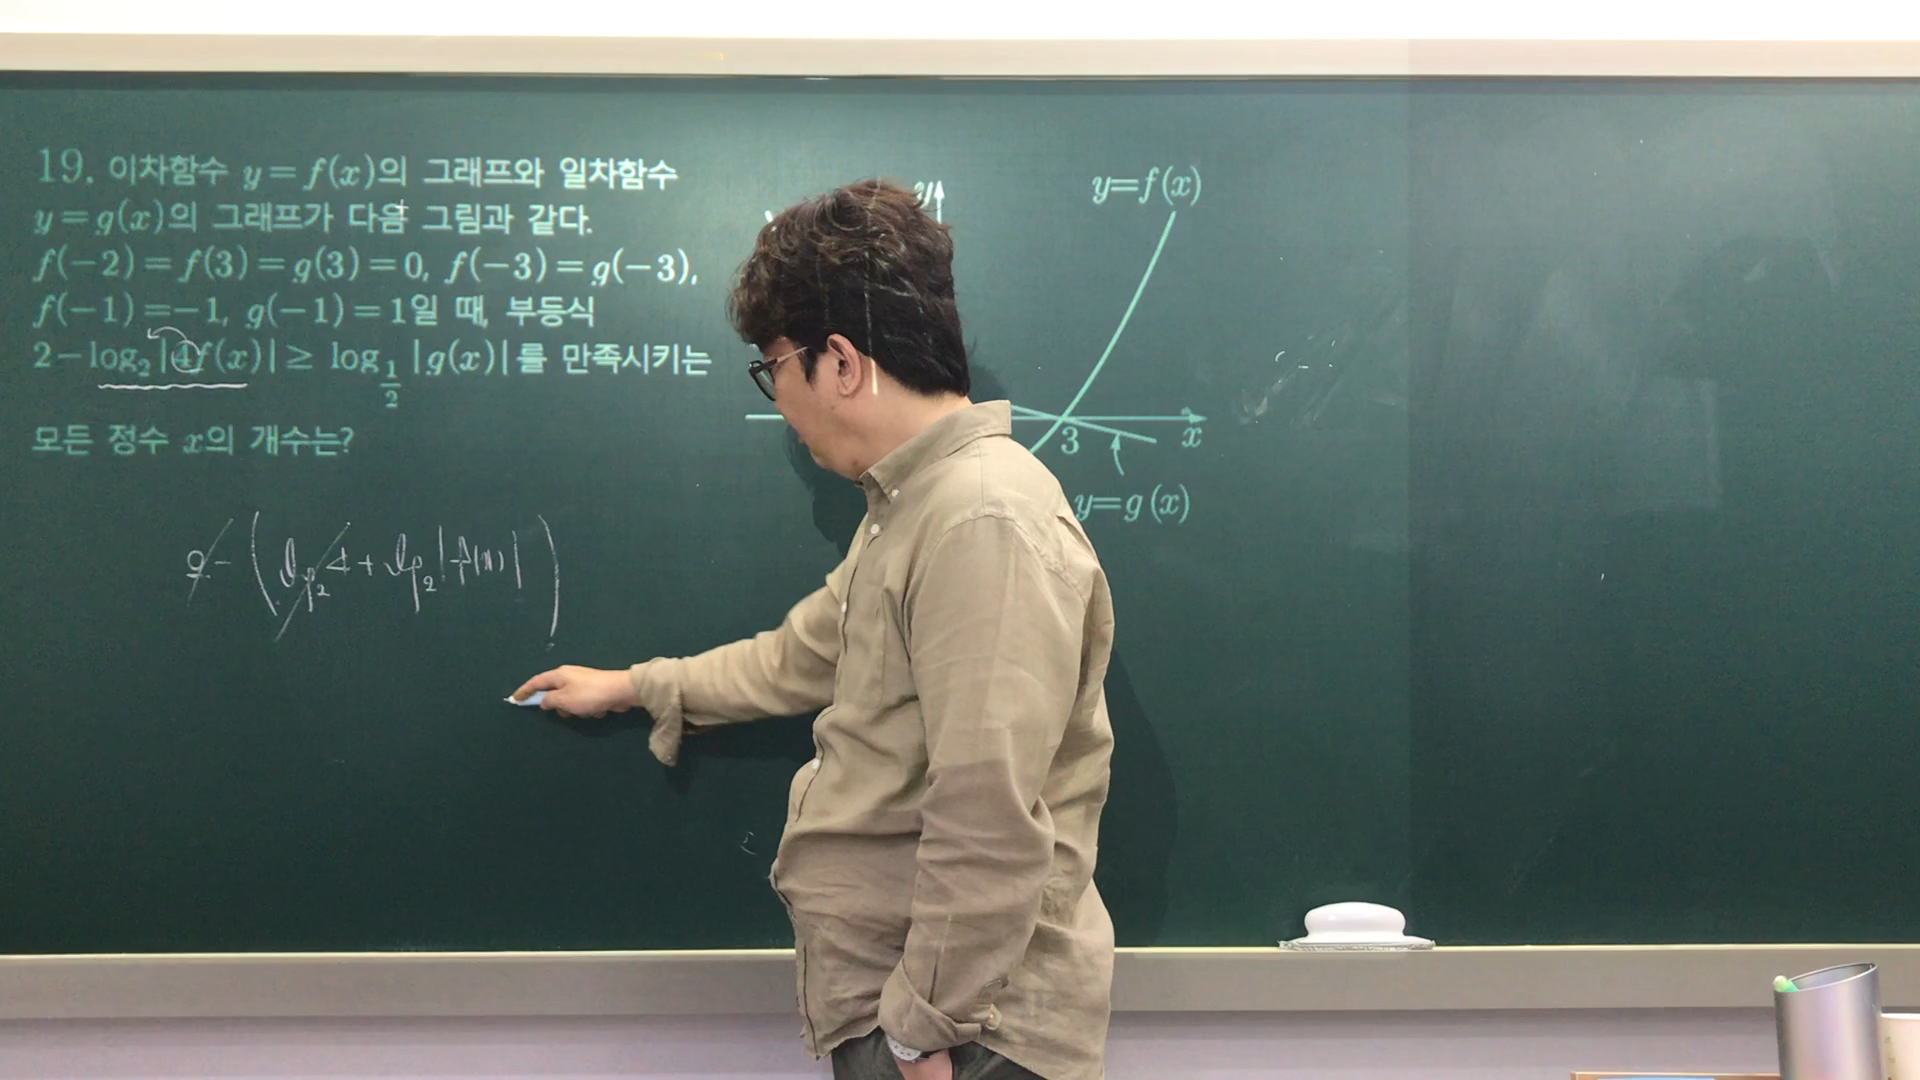 19. 이차함수 y=f(x)의 그래프와 일차함수
y=g(x)의 그래프가 다음 그림과 같다.
f(-2)=f(3)=g(3)=0, f(-3)=g(-3),
f(-1)=-1, g(-1)=1일 때, 부등식
2-log₂|4f(x)| ≥ log_{1/2}|g(x)|를 만족시키는
모든 정수 x의 개수는?
2-(log₂4+log₂|f(x)|)
y
y=f(x)
3
x
y=g(x)